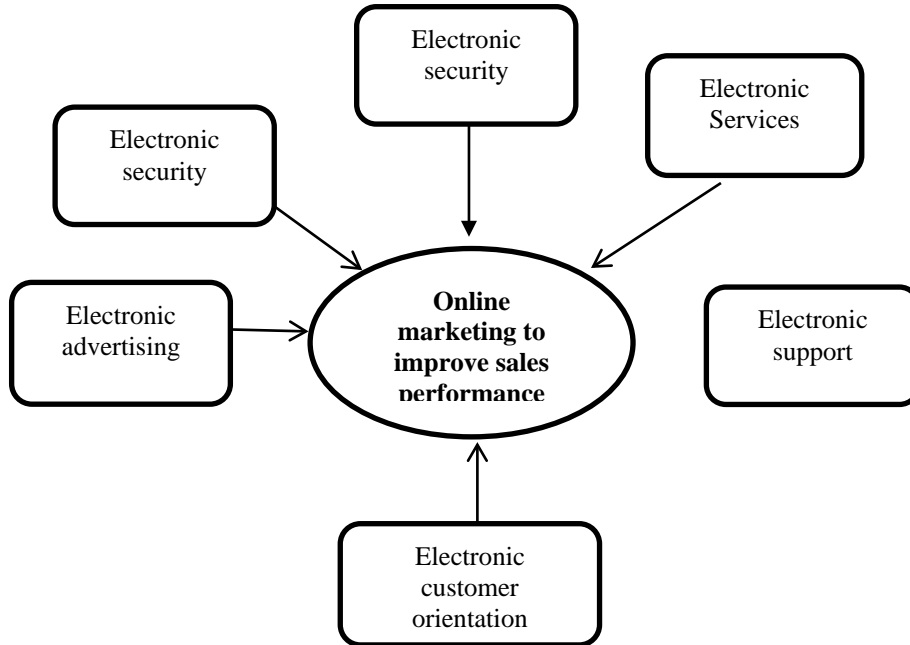 Electronic
security
Electronic
Services
Electronic
security
Electronic
advertising
Online
marketing to
improve sales
performance
Electronic
support
Electronic
customer
orientation